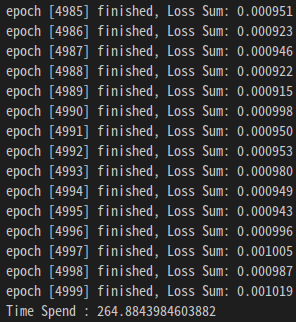 epoch [4985] finished, Loss Sum: 0.000951
epoch [4986] finished, Loss Sum: 0.000923
epoch [4987] finished, Loss Sum: 0.000946
epoch [4988] finished, Loss Sum: 0.000922
epoch [4989] finished, Loss Sum: 0.000915
epoch [4990] finished, Loss Sum: 0.000998
epoch [4991] finished, Loss Sum: 0.000950
epoch [4992] finished, Loss Sum: 0.000953
epoch [4993] finished, Loss Sum: 0.000980
epoch [4994] finished, Loss Sum: 0.000949
epoch [4995] finished, Loss Sum: 0.000943
epoch [4996] finished, Loss Sum: 0.000996
epoch [4997] finished, Loss Sum: 0.001005
epoch [4998] finished, Loss Sum: 0.000987
epoch [4999] finished, Loss Sum: 0.001019
Time Spend : 264.8843984603882